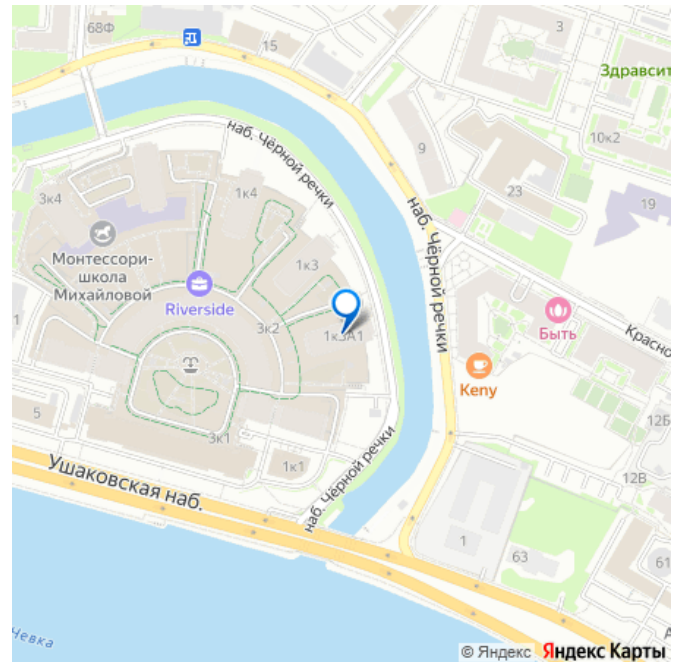 68Ф
15
3
Здравсит
10к2
9
23
19
наб. Чёрной речки
наб. Чёрной речки
1к4
3к4
Монтессори-
школа
Михайловой
1к3
Riverside
3к2
1к3А1
Быть
Красно
Keny
5
3к1
1к1
12Б
12В
наб. Чёрной речки
Ушаковская наб.
1
63
61
Невка
© Яндекс Яндекс Карты